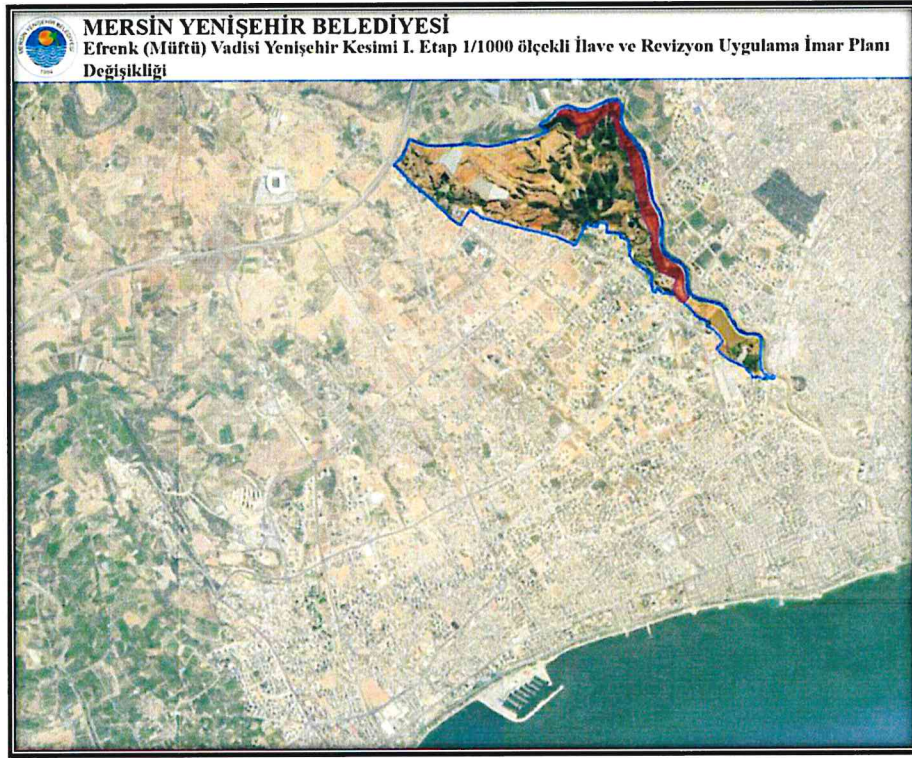 MERSİN YENİŞEHİR BELEDİYESİ
Efrenk (Müftü) Vadisi Yenişehir Kesimi I. Etap 1/1000 ölçekli İlave ve Revizyon Uygulama İmar Planı
Değişikliği